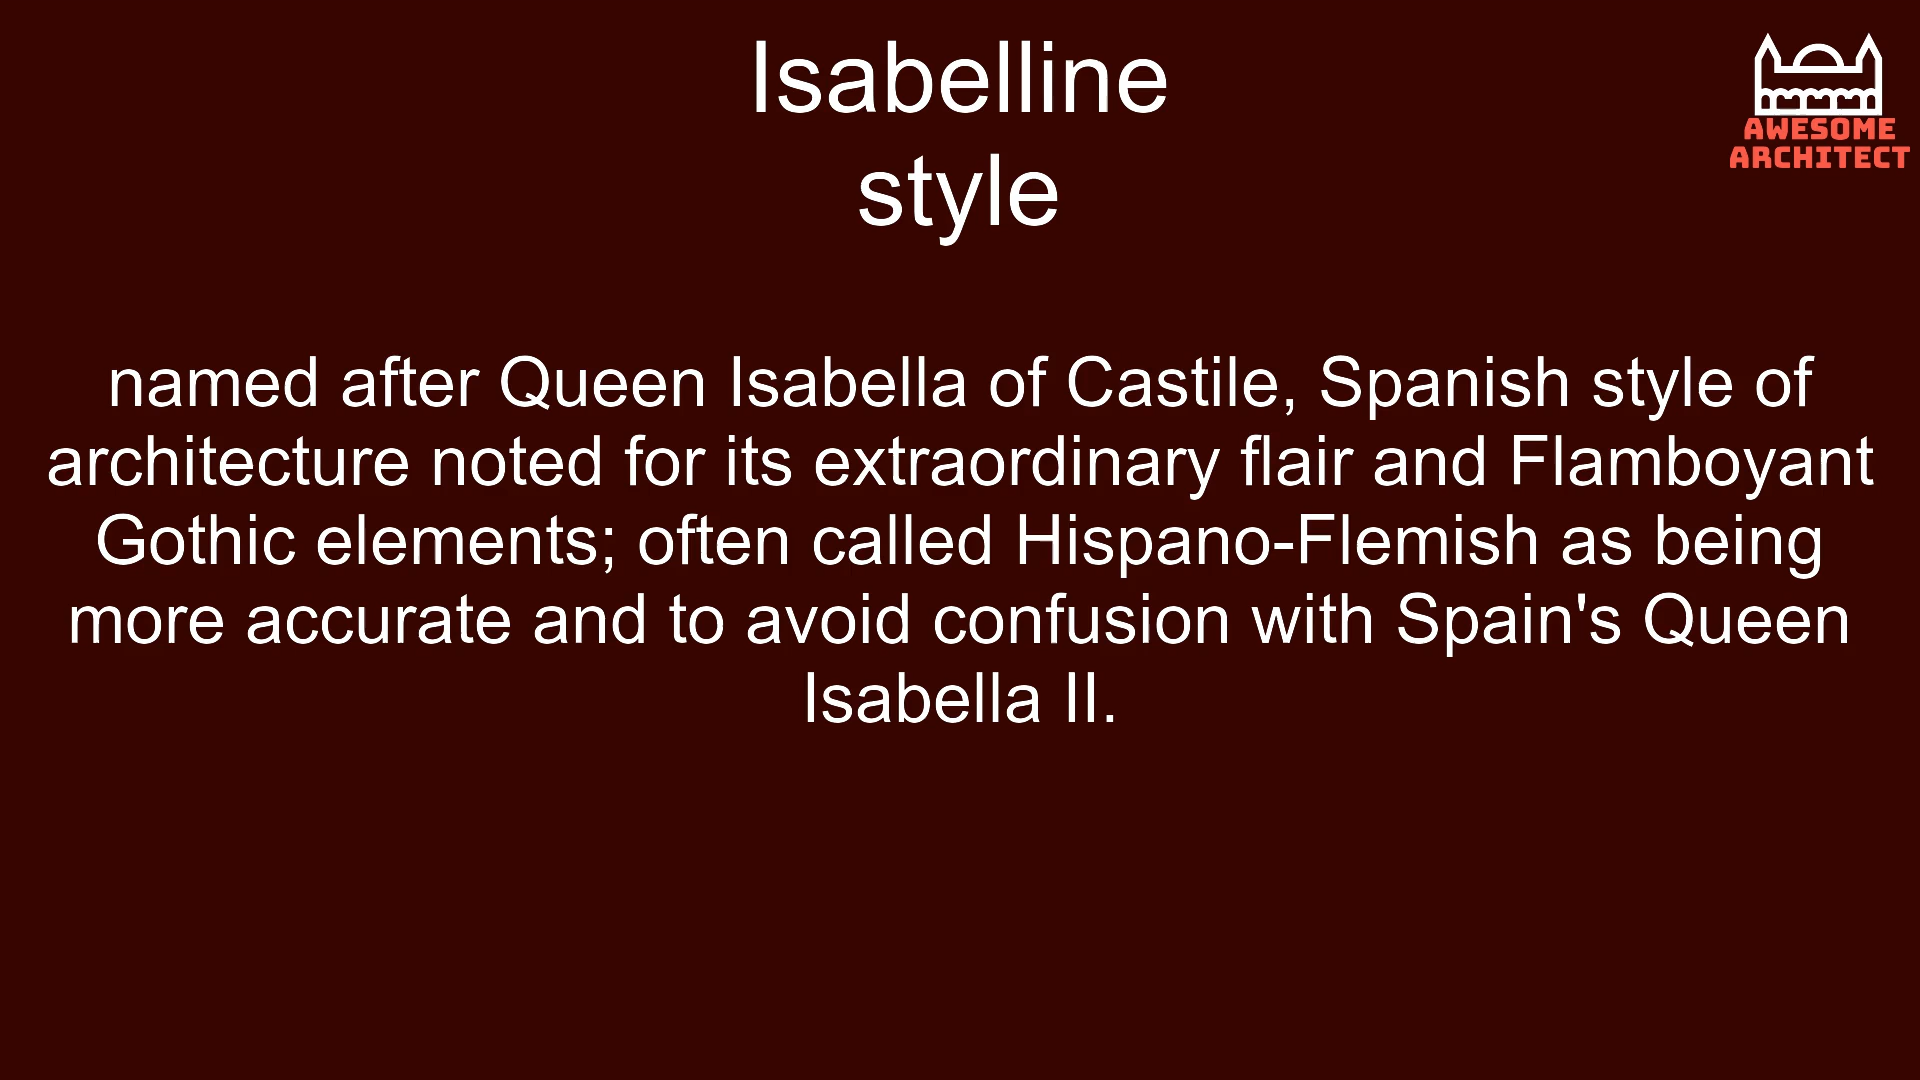 Isabelline
style
AWESOME
ARCHITECT
named after Queen Isabella of Castile, Spanish style of
architecture noted for its extraordinary flair and Flamboyant
Gothic elements; often called Hispano-Flemish as being
more accurate and to avoid confusion with Spain's Queen
Isabella II.